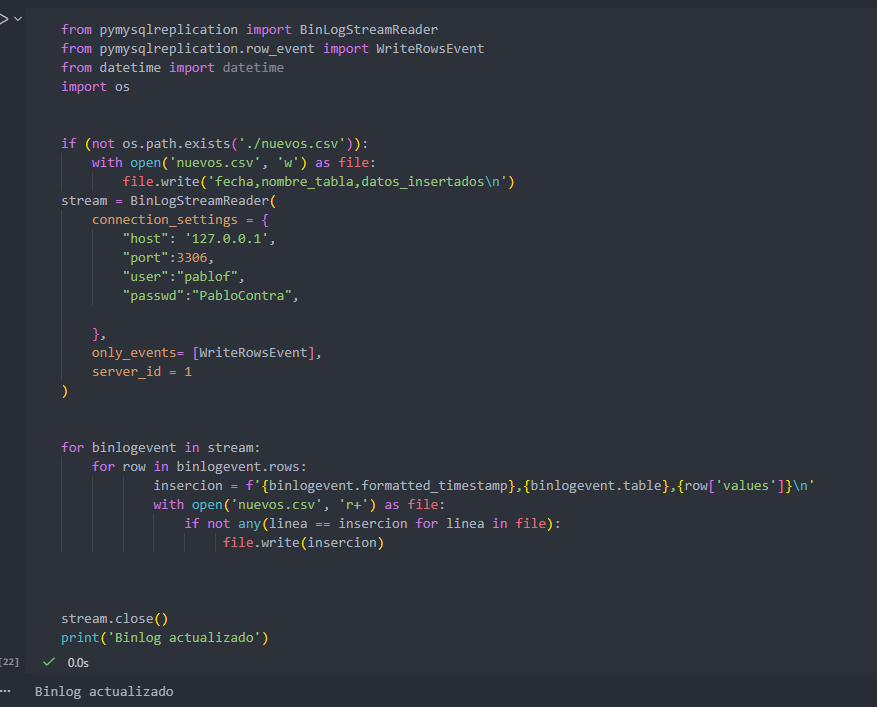 from pymysqlreplication import BinLogStreamReader
from pymysqlreplication.row_event import WriteRowsEvent
from datetime import datetime
import os
if (not os.path.exists('./nuevos.csv')):
    with open('nuevos.csv', 'w') as file:
        file.write('fecha,nombre_tabla,datos_insertados\n')
stream = BinLogStreamReader(
    connection_settings = {
        "host": '127.0.0.1',
        "port":3306,
        "user":"pablof",
        "passwd":"PabloContra",
    },
    only_events= [WriteRowsEvent],
    server_id = 1
)
for binlogevent in stream:
    for row in binlogevent.rows:
            insercion = f'{binlogevent.formatted_timestamp},{binlogevent.table},{row['values']}\n'
            with open('nuevos.csv', 'r+') as file:
                if not any(linea == insercion for linea in file):
                     file.write(insercion)
stream.close()
print('Binlog actualizado')
[22] ✓ 0.0s
... Binlog actualizado